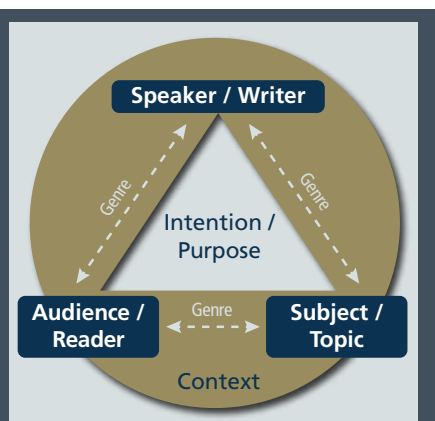 Speaker / Writer
Genre
Genre
Intention /
Purpose
Audience /
Reader
Genre
Subject /
Topic
Context